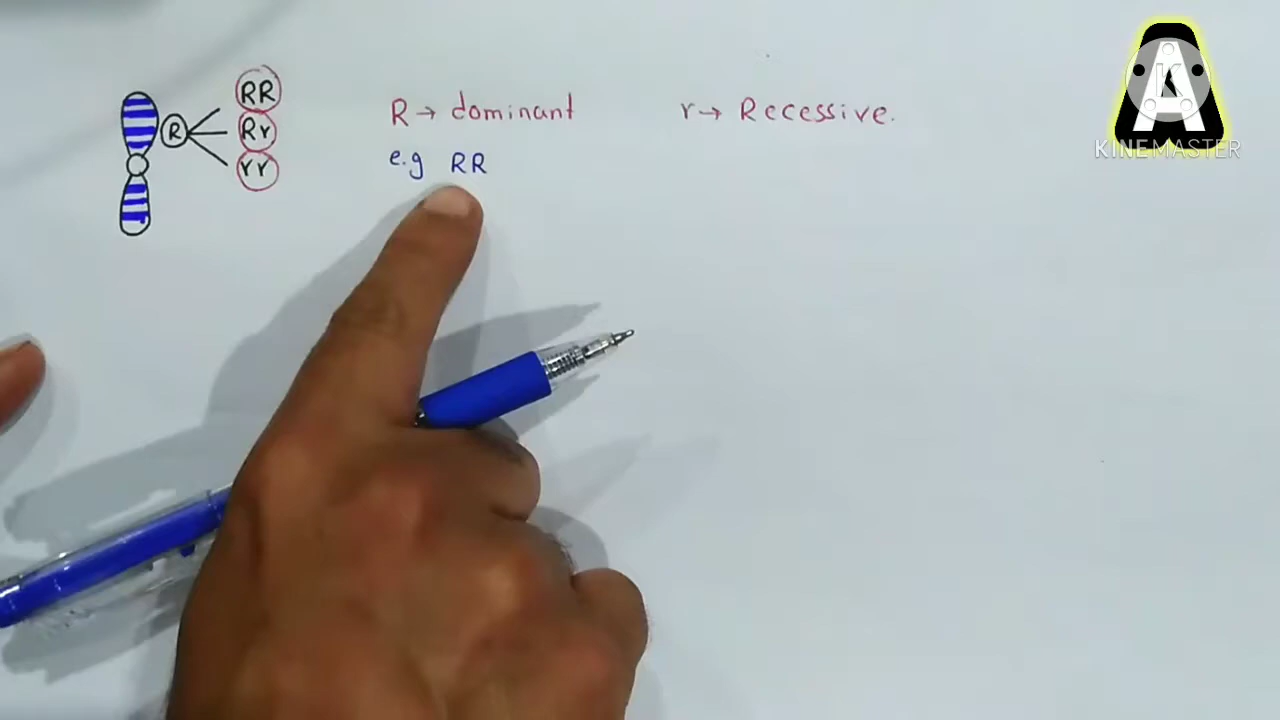 RR
R Rr
rr
R → dominant
e.g RR
r → Recessive.
A
K
KINEMASTER